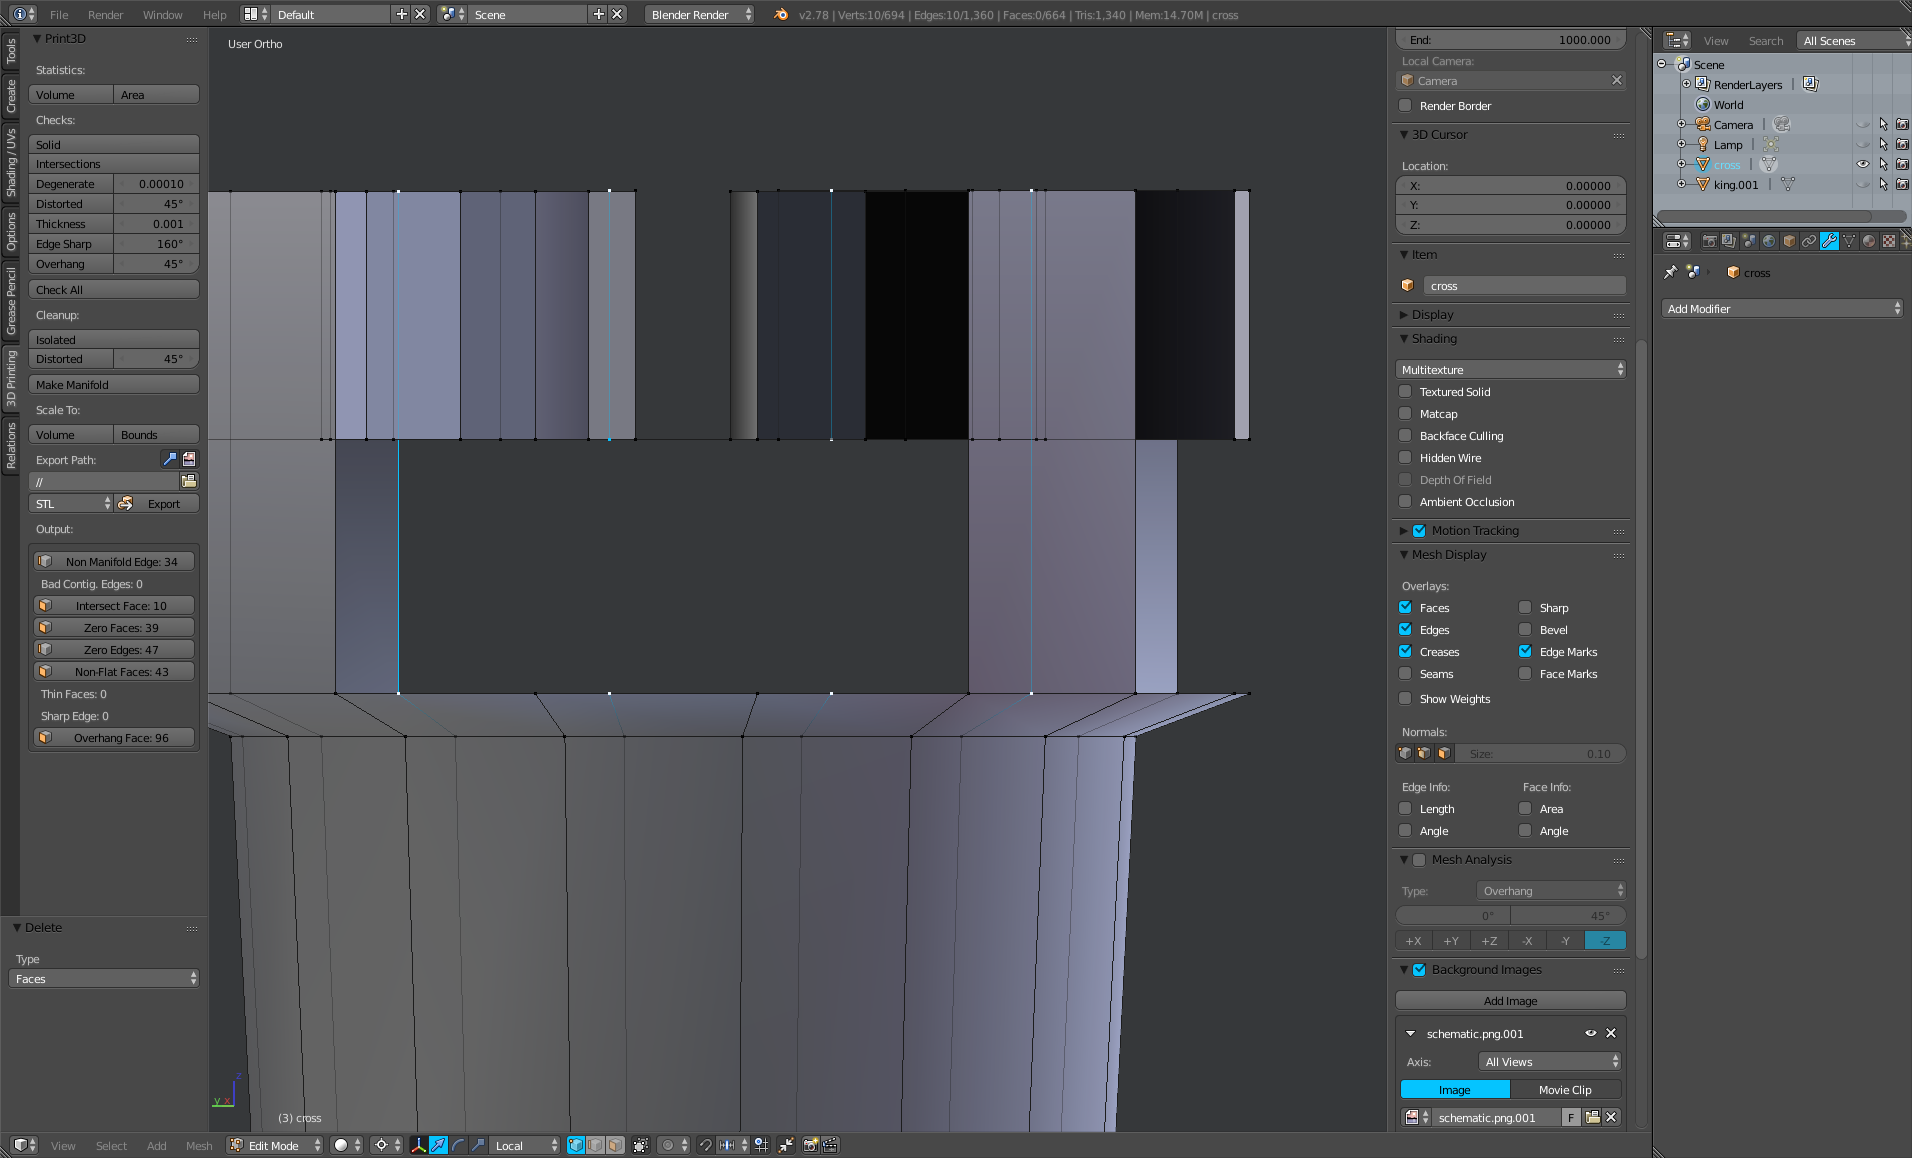 File Render Window Help Default Scene Blender Render v2.78 | Verts:10/694 | Edges:10/1,360 | Faces:0/664 | Tris:1,340 | Mem:14.70M | cross
Tools
Create
Shading / UVs
Options
Grease Pencil
3D Printing
Relations
Print3D
Statistics:
Volume Area
Checks:
Solid
Intersections
Degenerate 0.00010
Distorted 45°
Thickness 0.001
Edge Sharp 160°
Overhang 45°
Check All
Cleanup:
Isolated
Distorted 45°
Make Manifold
Scale To:
Volume Bounds
Export Path:
//
STL Export
Output:
Non Manifold Edge: 34
Bad Contig. Edges: 0
Intersect Face: 10
Zero Faces: 39
Zero Edges: 47
Non-Flat Faces: 43
Thin Faces: 0
Sharp Edge: 0
Overhang Face: 96
Delete
Type
Faces
User Ortho
z
y x
(3) cross
View Select Add Mesh Edit Mode Local
End: 1000.000
Local Camera:
Camera
Render Border
3D Cursor
Location:
X: 0.00000
Y: 0.00000
Z: 0.00000
Item
cross
Display
Shading
Multitexture
Textured Solid
Matcap
Backface Culling
Hidden Wire
Depth Of Field
Ambient Occlusion
Motion Tracking
Mesh Display
Overlays:
Faces Sharp
Edges Bevel
Creases Edge Marks
Seams Face Marks
Show Weights
Normals:
Size: 0.10
Edge Info: Face Info:
Length Area
Angle Angle
Mesh Analysis
Type: Overhang
0° 45°
+X +Y +Z -X -Y -Z
Background Images
Add Image
schematic.png.001
Axis: All Views
Image Movie Clip
schematic.png.001 F
View Search All Scenes
Scene
RenderLayers |
World
Camera |
Lamp |
cross |
king.001 |
cross
Add Modifier